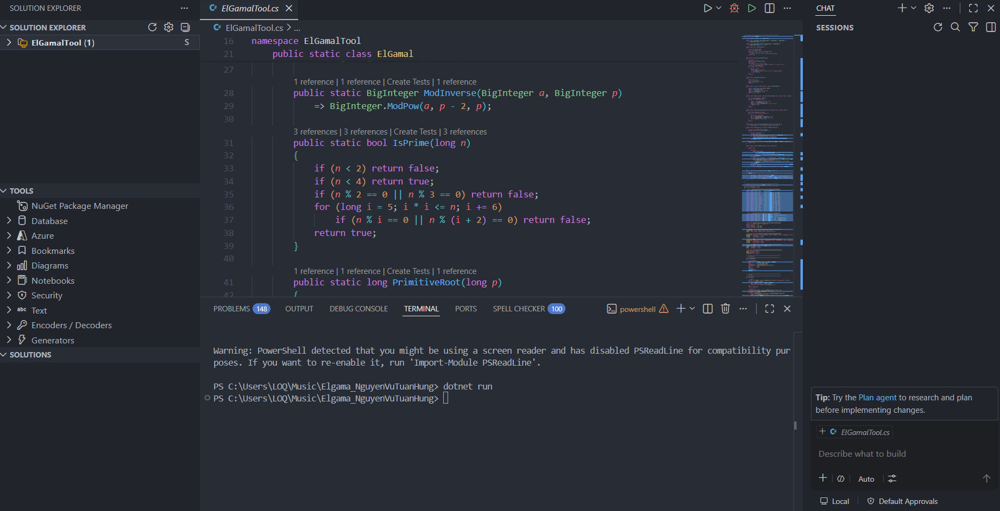 SOLUTION EXPLORER
SOLUTION EXPLORER
ElGamalTool (1) S
TOOLS
NuGet Package Manager
Database
Azure
Bookmarks
Diagrams
Notebooks
Security
abc Text
Encoders / Decoders
Generators
SOLUTIONS
C# ElGamalTool.cs
C# ElGamalTool.cs > ...
16 namespace ElGamalTool
21 public static class ElGamal
27
1 reference | 1 reference | Create Tests | 1 reference
28 public static BigInteger ModInverse(BigInteger a, BigInteger p)
29 => BigInteger.ModPow(a, p - 2, p);
30
3 references | 3 references | Create Tests | 3 references
31 public static bool IsPrime(long n)
32 {
33 if (n < 2) return false;
34 if (n < 4) return true;
35 if (n % 2 == 0 || n % 3 == 0) return false;
36 for (long i = 5; i * i <= n; i += 6)
37 if (n % i == 0 || n % (i + 2) == 0) return false;
38 return true;
39 }
40
1 reference | 1 reference | Create Tests | 1 reference
41 public static long PrimitiveRoot(long p)
42 {
PROBLEMS 148 OUTPUT DEBUG CONSOLE TERMINAL PORTS SPELL CHECKER 100 powershell
Warning: PowerShell detected that you might be using a screen reader and has disabled PSReadLine for compatibility pur
poses. If you want to re-enable it, run 'Import-Module PSReadLine'.
PS C:\Users\LOQ\Music\Elgama_NguyenVuTuanHung> dotnet run
PS C:\Users\LOQ\Music\Elgama_NguyenVuTuanHung>
CHAT
SESSIONS
Tip: Try the Plan agent to research and plan
before implementing changes.
C# ElGamalTool.cs
Describe what to build
Auto
Local Default Approvals